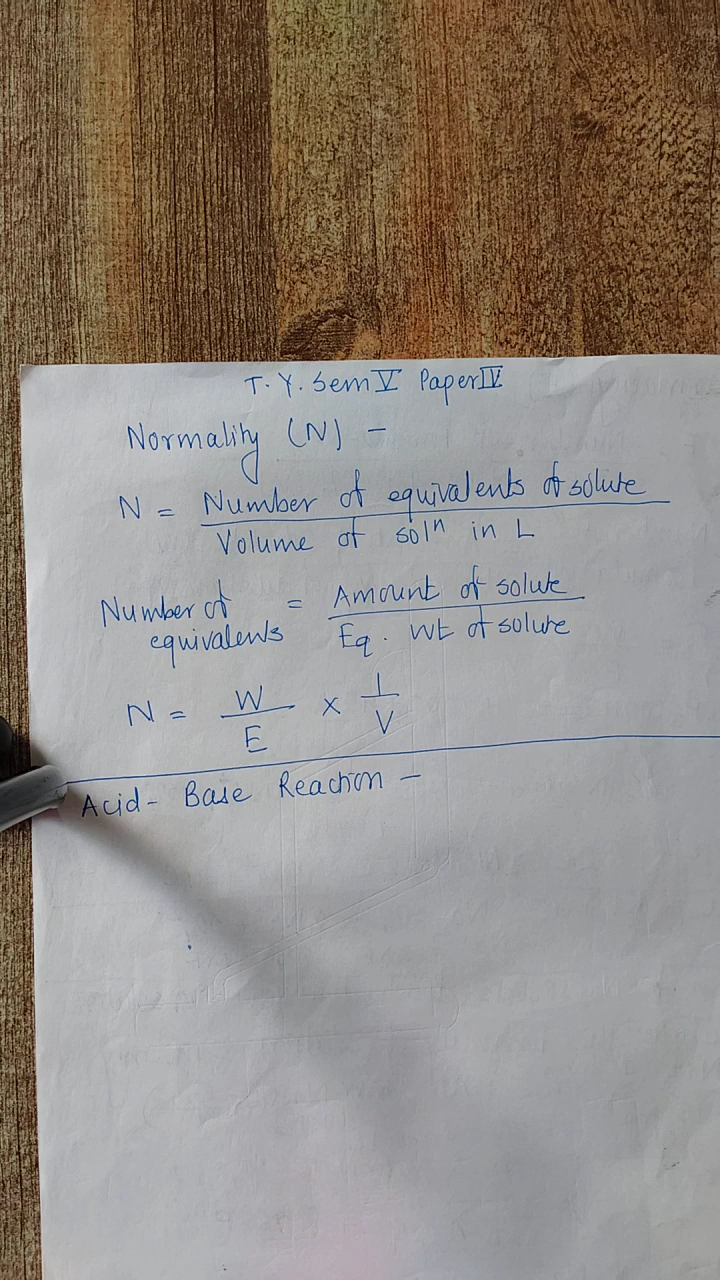 T. Y. Sem V Paper IV
Normality (N) -
N = Number of equivalents of solute
Volume of solⁿ in L
Number of equivalents = Amount of solute
Eq. Wt of solute
N = W/E × 1/V
Acid - Base Reaction -